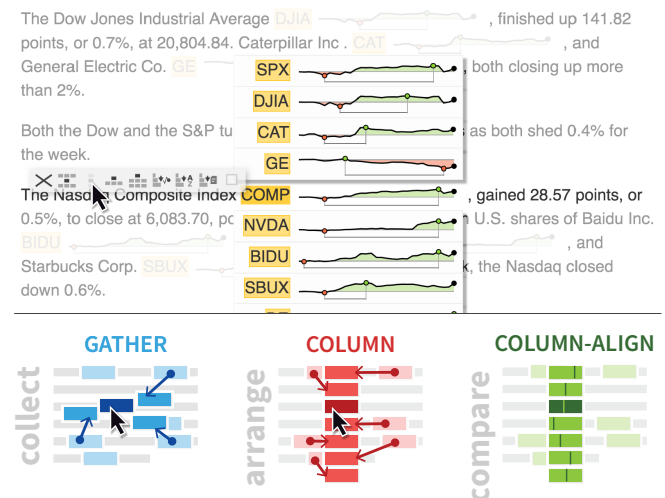 The Dow Jones Industrial Average DJIA , finished up 141.82
points, or 0.7%, at 20,804.84. Caterpillar Inc . CAT , and
General Electric Co. GE , both closing up more
than 2%.
SPX
DJIA
CAT
GE
COMP
NVDA
BIDU
SBUX
Both the Dow and the S&P as both shed 0.4% for
the week.
The Nasdaq Composite Index COMP , gained 28.57 points, or
0.5%, to close at 6,083.70, U.S. shares of Baidu Inc.
BIDU , and
Starbucks Corp. SBUX , the Nasdaq closed
down 0.6%.
GATHER
COLUMN
COLUMN-ALIGN
collect
arrange
compare